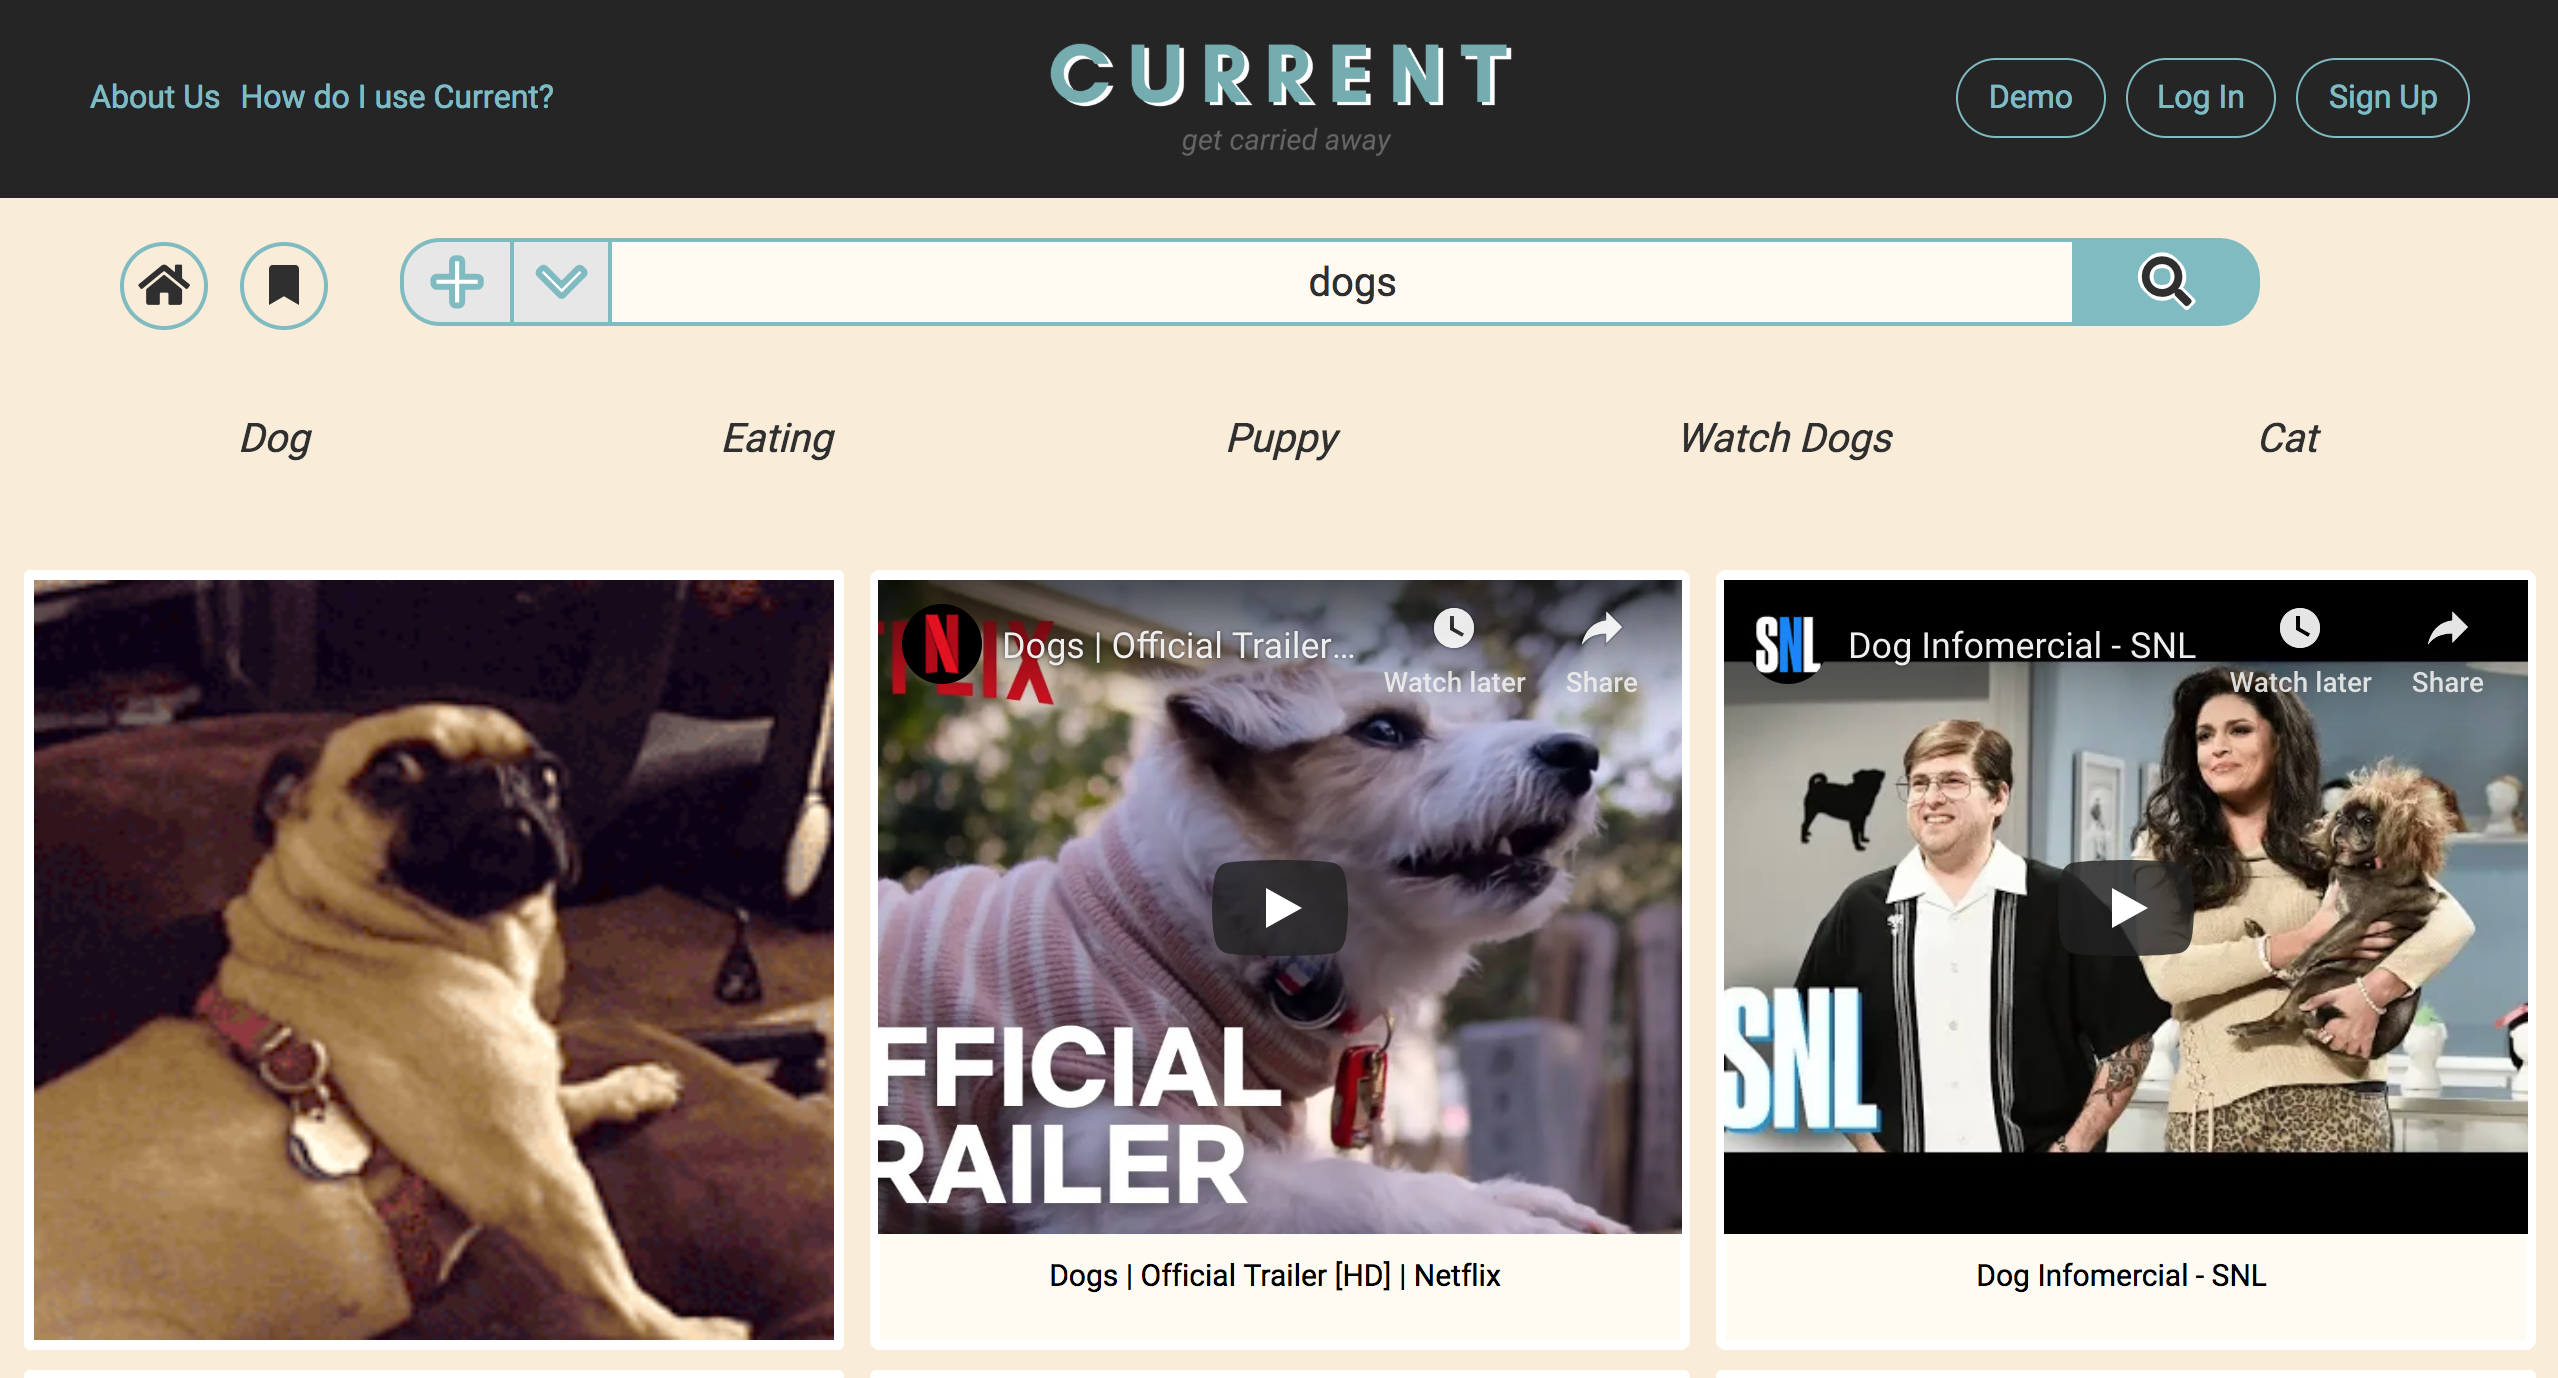 About Us How do I use Current?
CURRENT
get carried away
Demo
Log In
Sign Up
dogs
Dog
Eating
Puppy
Watch Dogs
Cat
N
Dogs | Official Trailer...
Watch later
Share
FLIX
FFICIAL
RAILER
Dogs | Official Trailer [HD] | Netflix
SNL
Dog Infomercial - SNL
Watch later
Share
SNL
Dog Infomercial - SNL